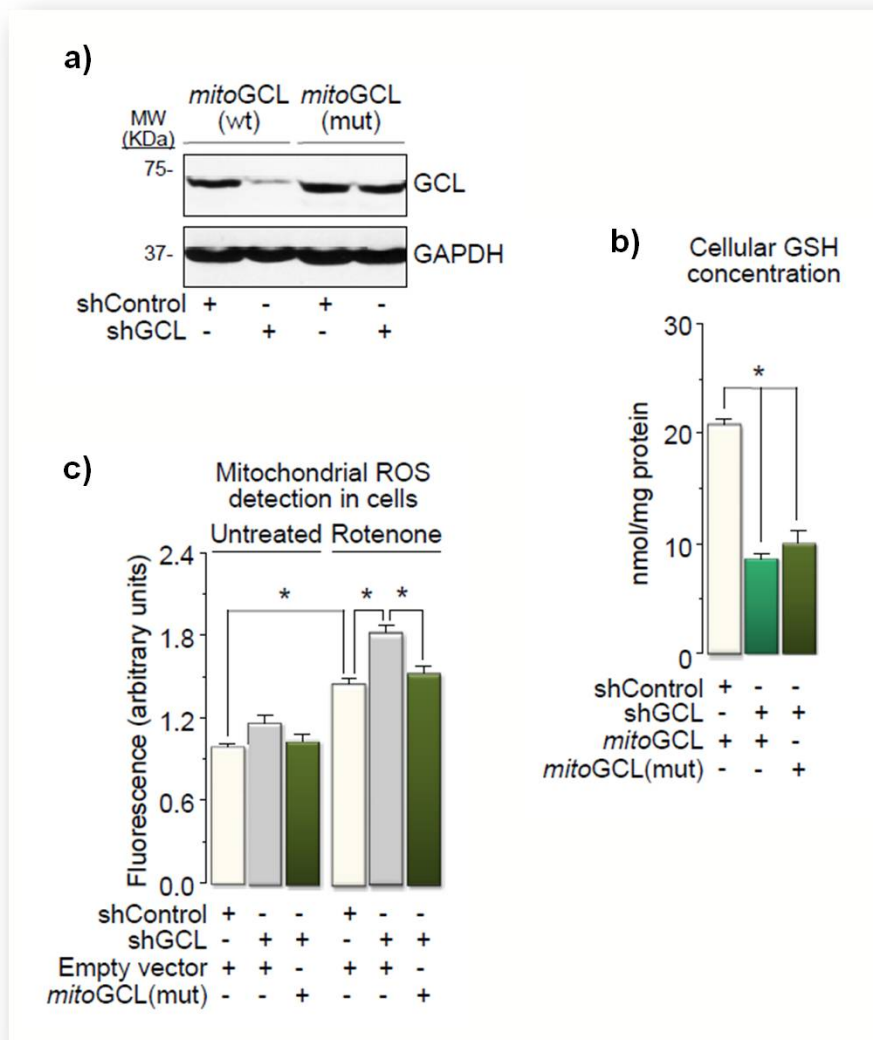 a)
mitoGCL mitoGCL
(wt) (mut)
MW
(KDa)
75-
GCL
37-
GAPDH
shControl + - + -
shGCL - + - +
b)
Cellular GSH
concentration
nmol/mg protein
30
*
20
10
0
shControl + - -
shGCL - + +
mitoGCL + + -
mitoGCL(mut) - - +
c)
Mitochondrial ROS
detection in cells
Untreated Rotenone
Fluorescence (arbitrary units)
2.4
* * *
1.8
1.2
0.6
0.0
shControl + - - + - -
shGCL - + + - + +
Empty vector + + - + + -
mitoGCL(mut) - - + - - +